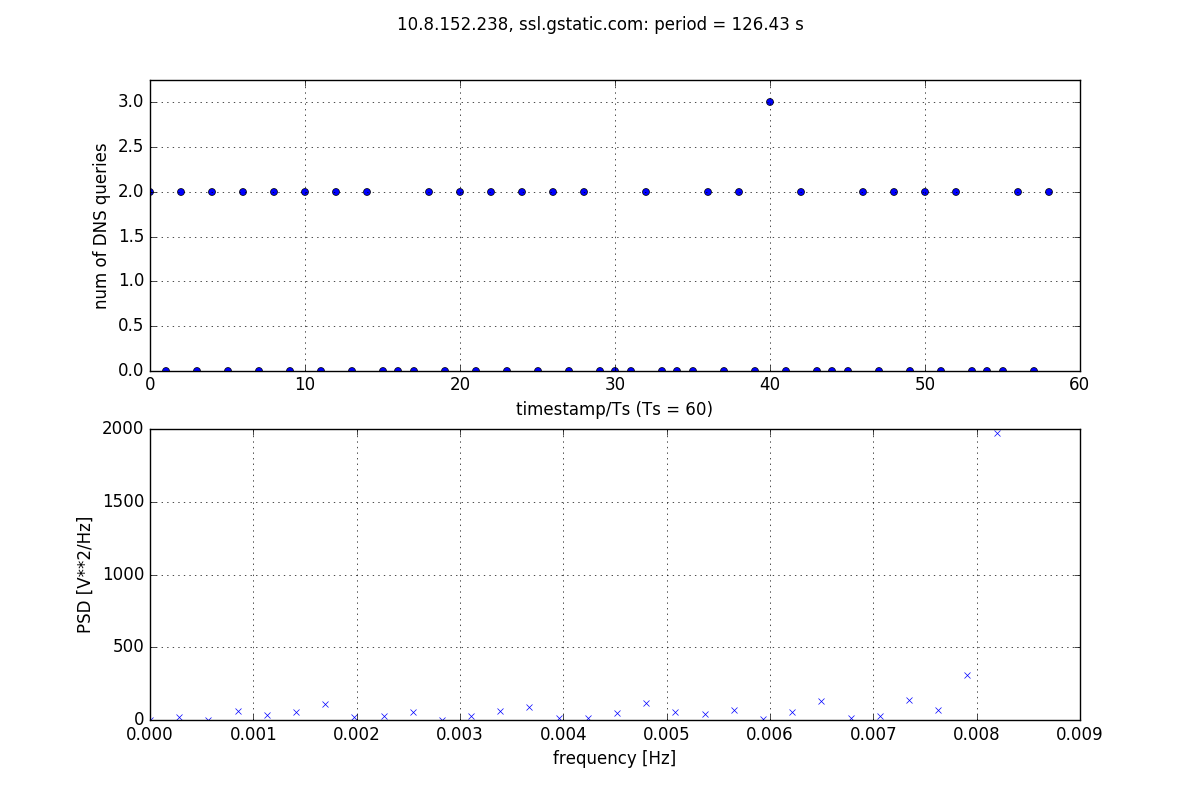 10.8.152.238, ssl.gstatic.com: period = 126.43 s
3.0
2.5
2.0
1.5
1.0
0.5
0.0
num of DNS queries
0 10 20 30 40 50 60
timestamp/Ts (Ts = 60)
2000
1500
1000
500
0
PSD [V**2/Hz]
0.000 0.001 0.002 0.003 0.004 0.005 0.006 0.007 0.008 0.009
frequency [Hz]